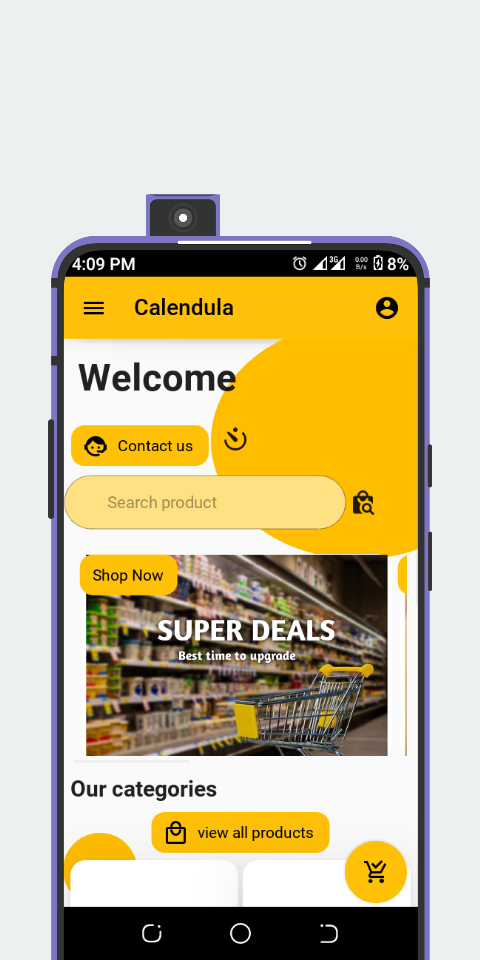 4:09 PM
3G
0.00
B/s
8%
Calendula
Welcome
Contact us
Search product
Shop Now
SUPER DEALS
Best time to upgrade
Our categories
view all products